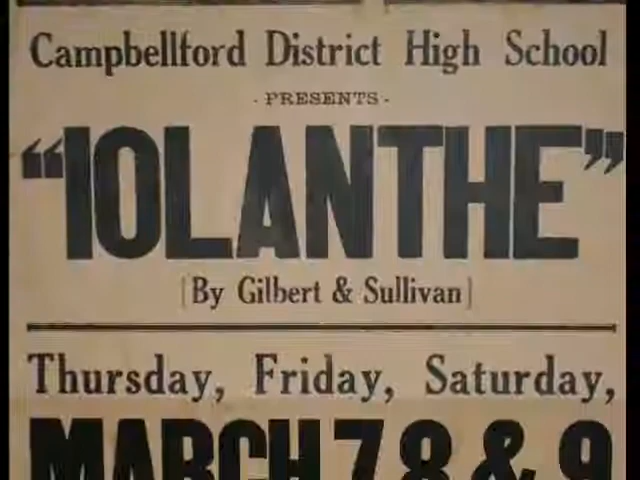 Campbellford District High School
- PRESENTS -
"IOLANTHE"
[By Gilbert & Sullivan]
Thursday, Friday, Saturday,
MARCH 7, 8 & 9